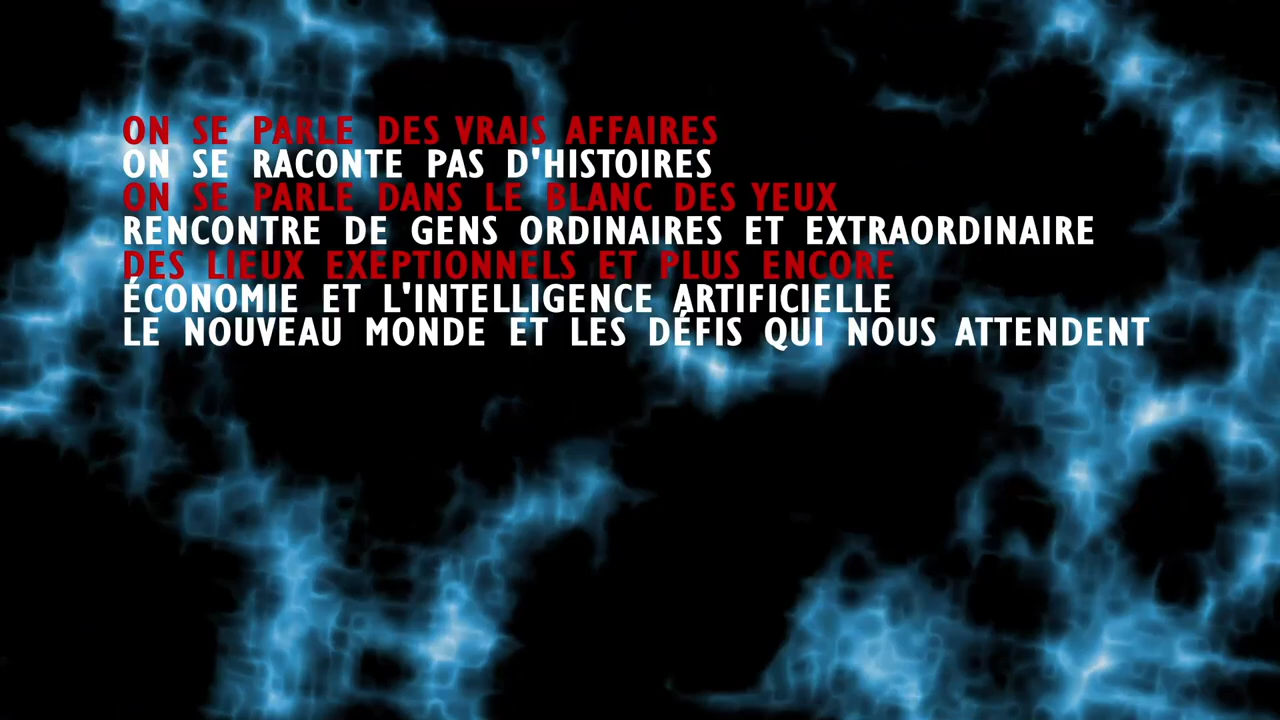 ON SE PARLE DES VRAIS AFFAIRES
ON SE RACONTE PAS D'HISTOIRES
ON SE PARLE DANS LE BLANC DES YEUX
RENCONTRE DE GENS ORDINAIRES ET EXTRAORDINAIRE
DES LIEUX EXEPTIONNELS ET PLUS ENCORE
ÉCONOMIE ET L'INTELLIGENCE ARTIFICIELLE
LE NOUVEAU MONDE ET LES DÉFIS QUI NOUS ATTENDENT